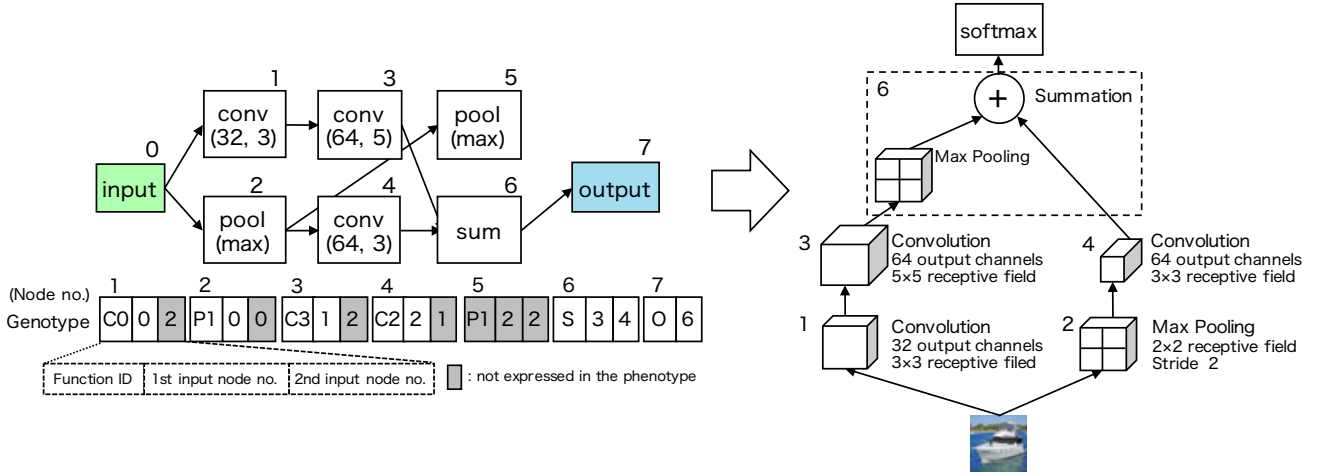 0
input
1
conv
(32, 3)
3
conv
(64, 5)
5
pool
(max)
2
pool
(max)
4
conv
(64, 3)
6
sum
7
output
(Node no.)
Genotype
1 2 3 4 5 6 7
C0 0 2 P1 0 0 C3 1 2 C2 2 1 P1 2 2 S 3 4 O 6
Function ID 1st input node no. 2nd input node no.
: not expressed in the phenotype
softmax
6
+
Summation
Max Pooling
3
Convolution
64 output channels
5×5 receptive field
4
Convolution
64 output channels
3×3 receptive field
1
Convolution
32 output channels
3×3 receptive filed
2
Max Pooling
2×2 receptive field
Stride 2